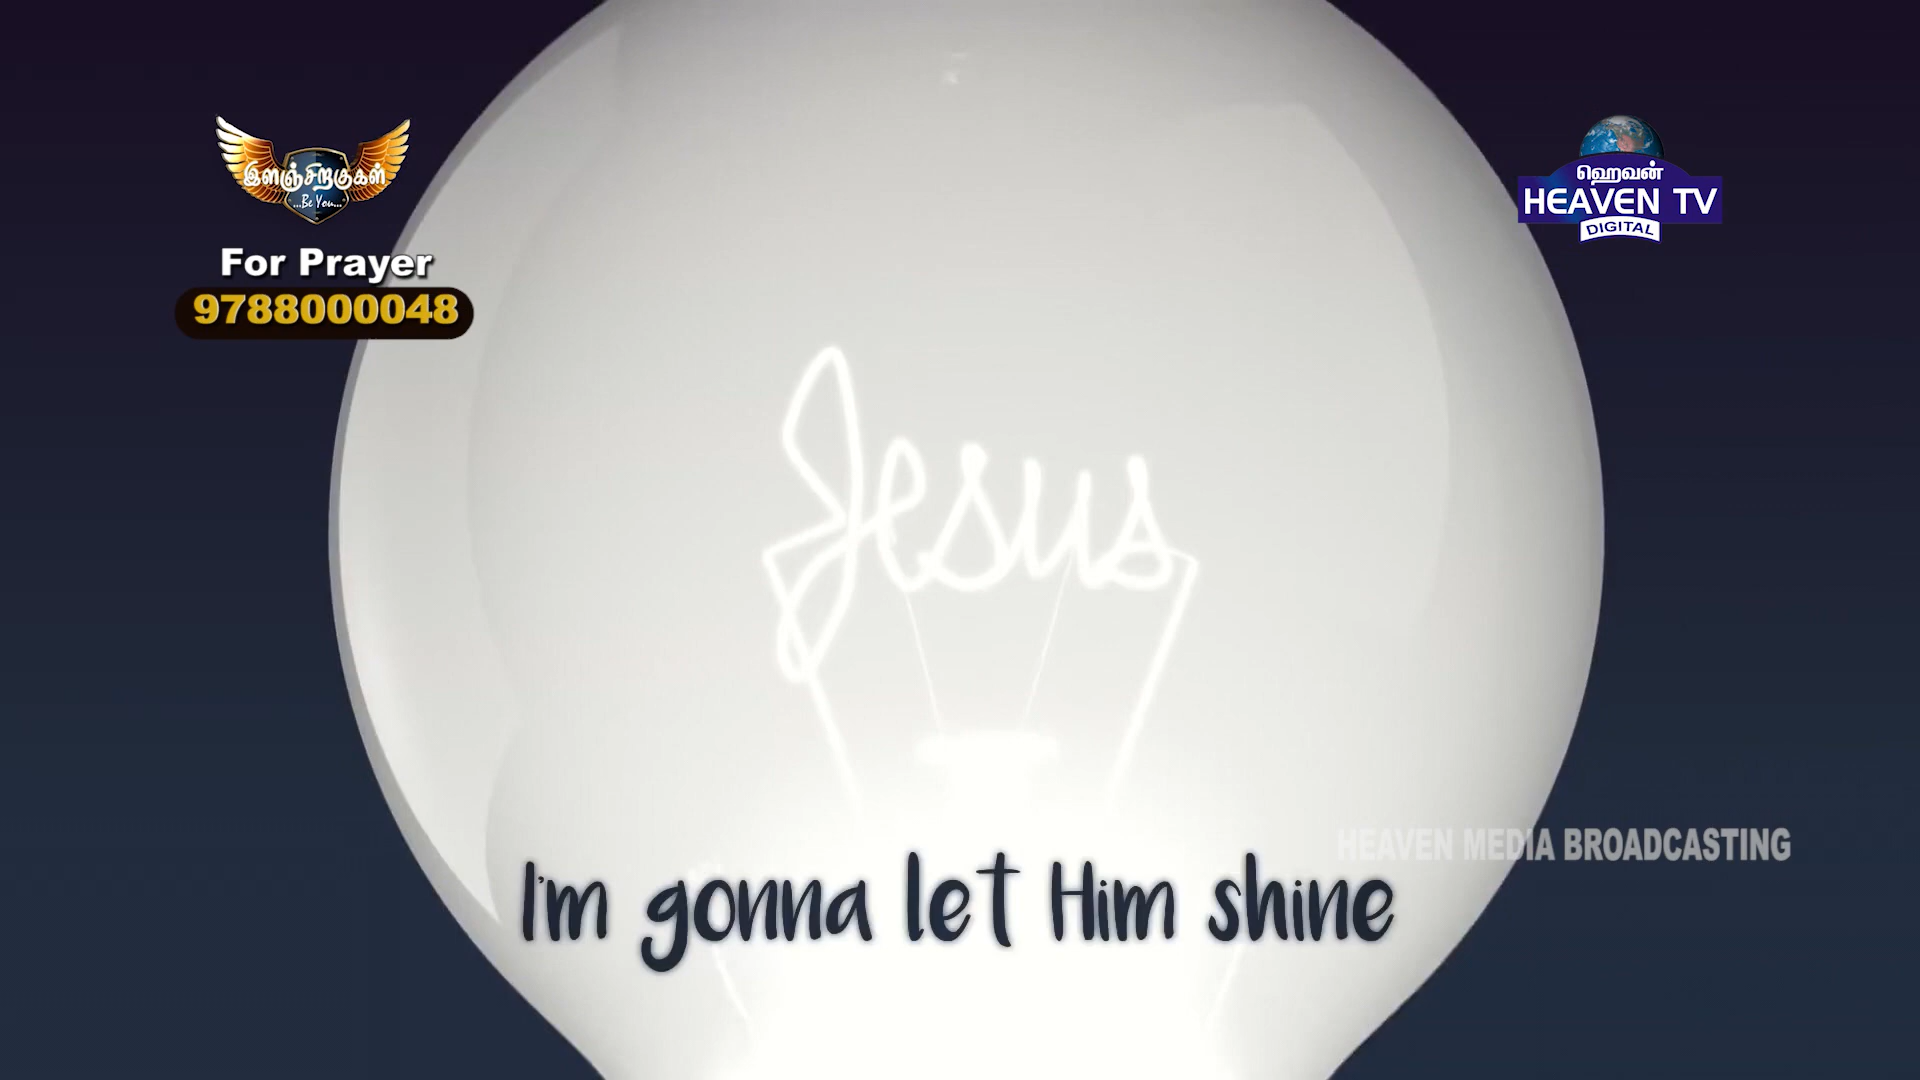 இளஞ்சிறகுகள்
...Be You...
For Prayer
9788000048
ஹெவன்
HEAVEN TV
DIGITAL
Jesus
HEAVEN MEDIA BROADCASTING
I'm gonna let Him shine